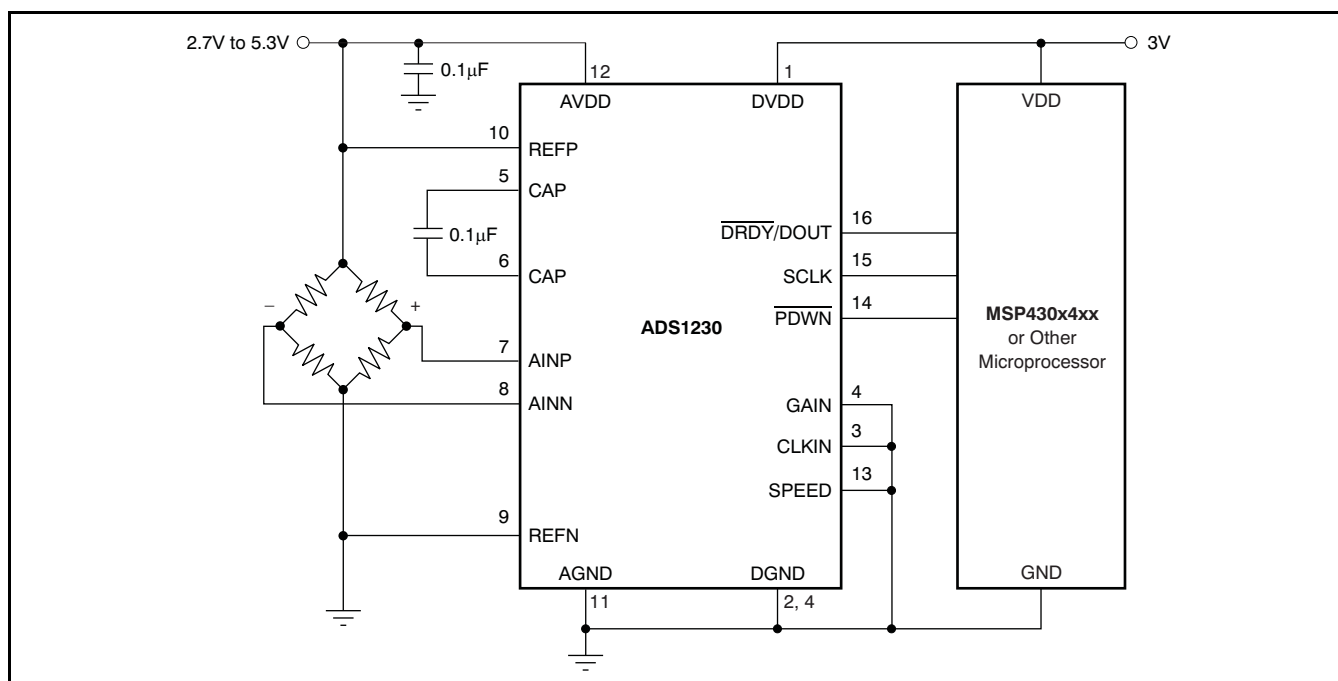 2.7V to 5.3V
3V
0.1µF
12
1
AVDD
DVDD
VDD
10
REFP
5
CAP
0.1µF
6
CAP
16
DRDY/DOUT
15
SCLK
14
PDWN
ADS1230
MSP430x4xx
or Other
Microprocessor
−
+
7
AINP
8
AINN
4
GAIN
3
CLKIN
13
SPEED
9
REFN
AGND
DGND
GND
11
2, 4